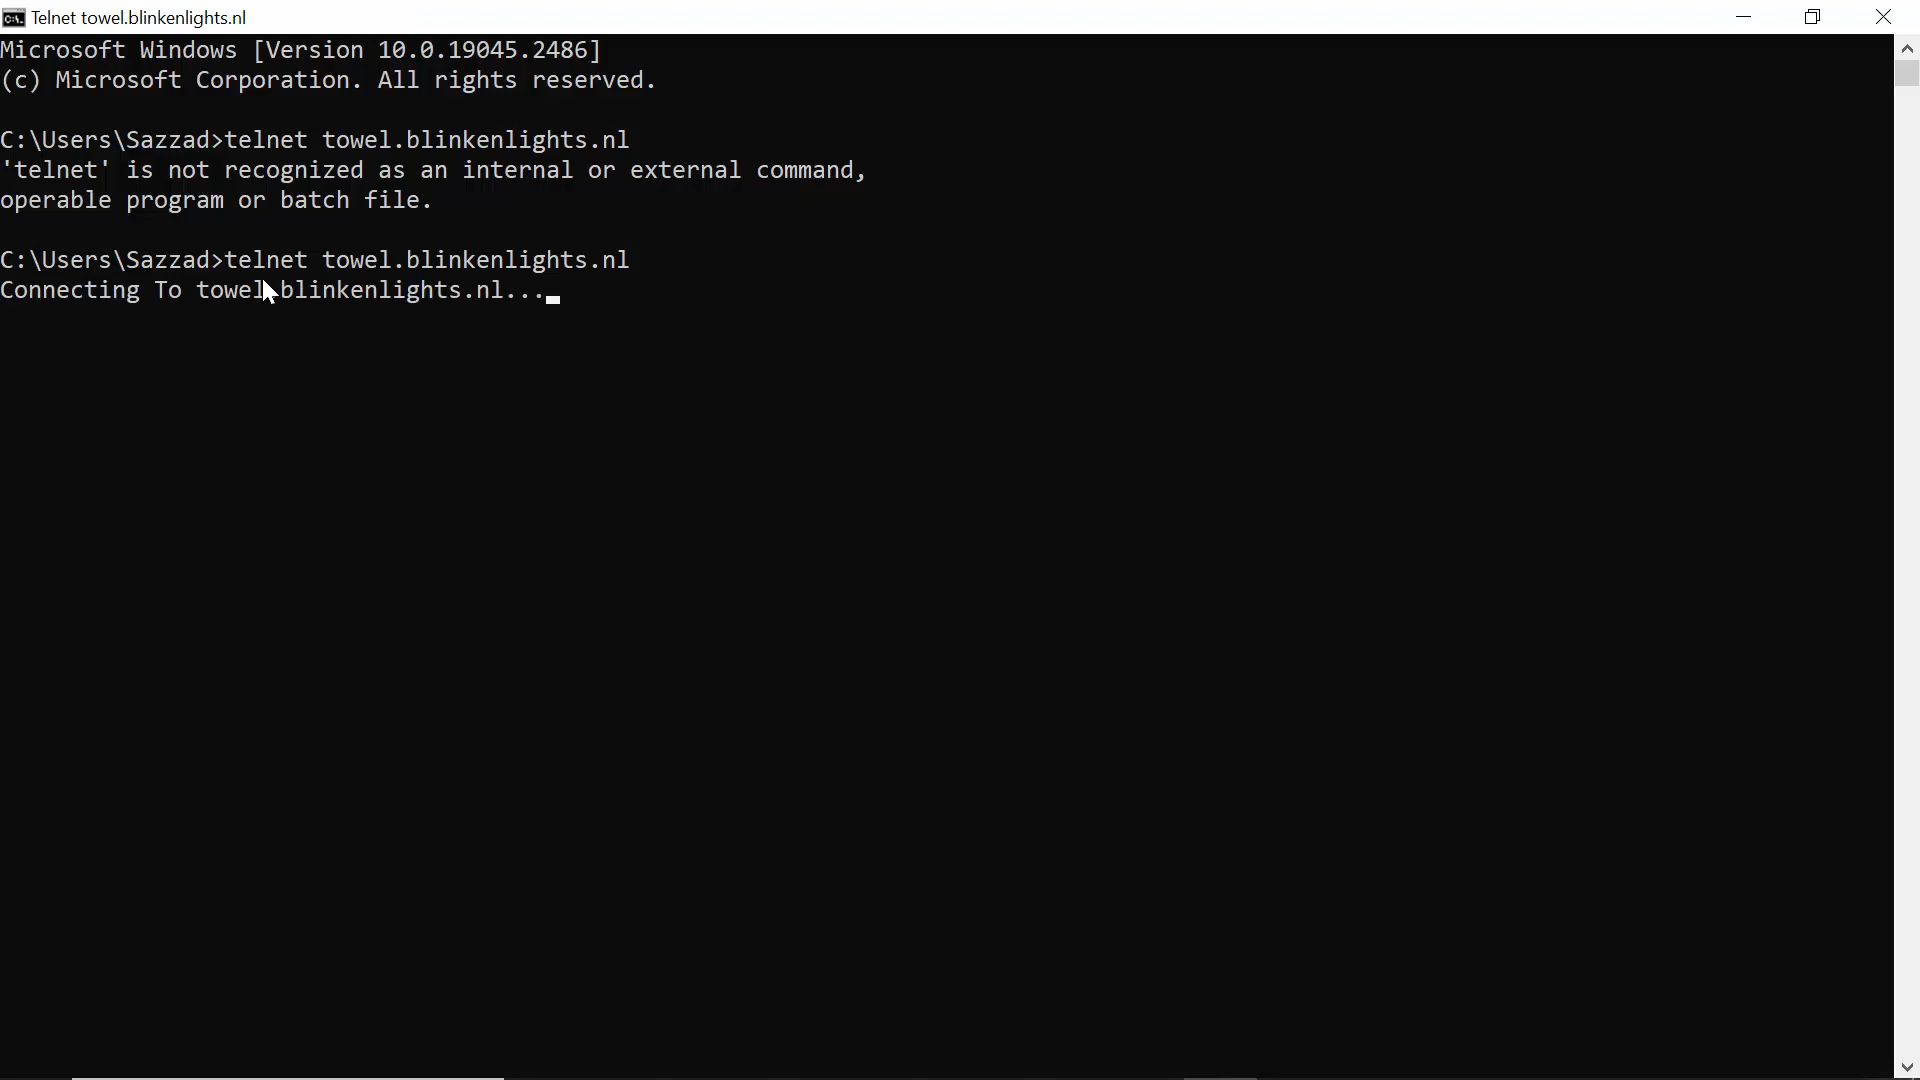 Telnet towel.blinkenlights.nl
Microsoft Windows [Version 10.0.19045.2486]
(c) Microsoft Corporation. All rights reserved.
C:\Users\Sazzad>telnet towel.blinkenlights.nl
'telnet' is not recognized as an internal or external command,
operable program or batch file.
C:\Users\Sazzad>telnet towel.blinkenlights.nl
Connecting To towel.blinkenlights.nl...